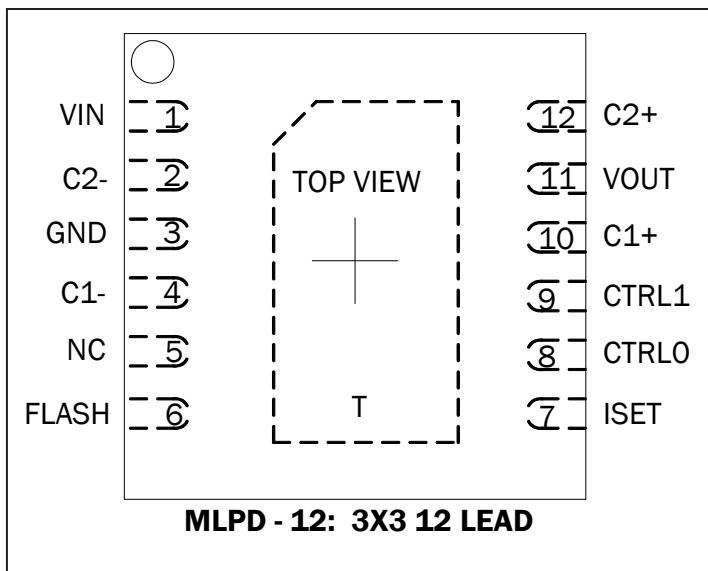 VIN 1 12 C2+
C2- 2 TOP VIEW 11 VOUT
GND 3 10 C1+
C1- 4 9 CTRL1
NC 5 8 CTRL0
FLASH 6 T 7 ISET
MLPD - 12: 3X3 12 LEAD